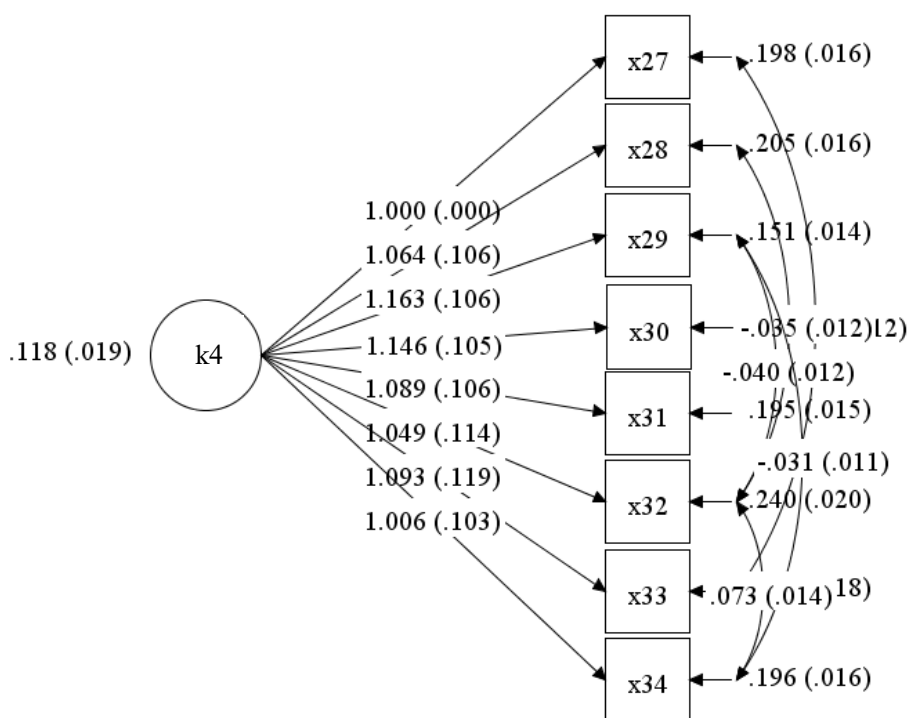 x27
.198 (.016)
x28
.205 (.016)
1.000 (.000)
x29
.151 (.014)
1.064 (.106)
1.163 (.106)
.118 (.019)
k4
1.146 (.105)
x30
-.035 (.012)
-.040 (.012)
1.089 (.106)
x31
.195 (.015)
1.049 (.114)
-.031 (.011)
1.093 (.119)
x32
.240 (.020)
1.006 (.103)
x33
.073 (.014)
x34
.196 (.016)